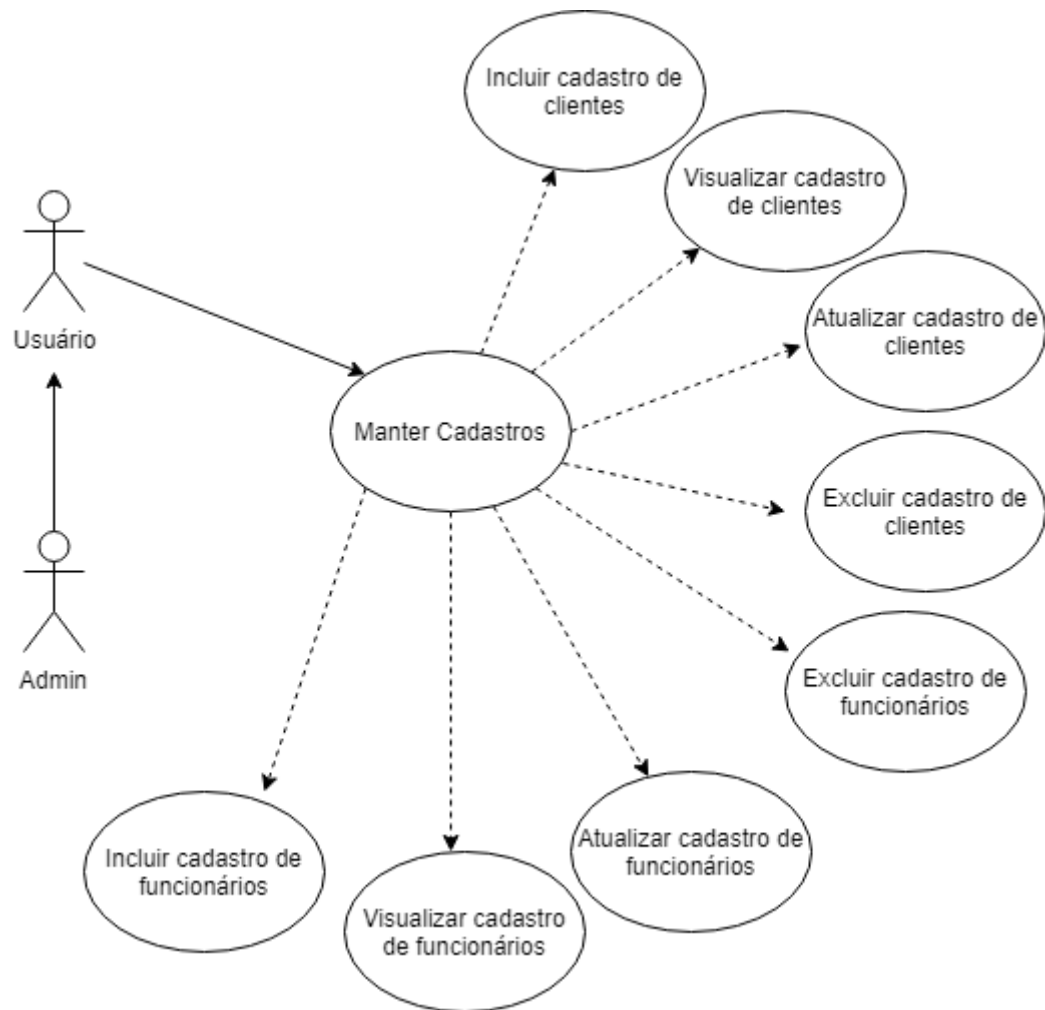 Incluir cadastro de
clientes
Visualizar cadastro
de clientes
Atualizar cadastro de
clientes
Usuário
Manter Cadastros
Excluir cadastro de
clientes
Admin
Excluir cadastro de
funcionários
Incluir cadastro de
funcionários
Visualizar cadastro
de funcionários
Atualizar cadastro de
funcionários